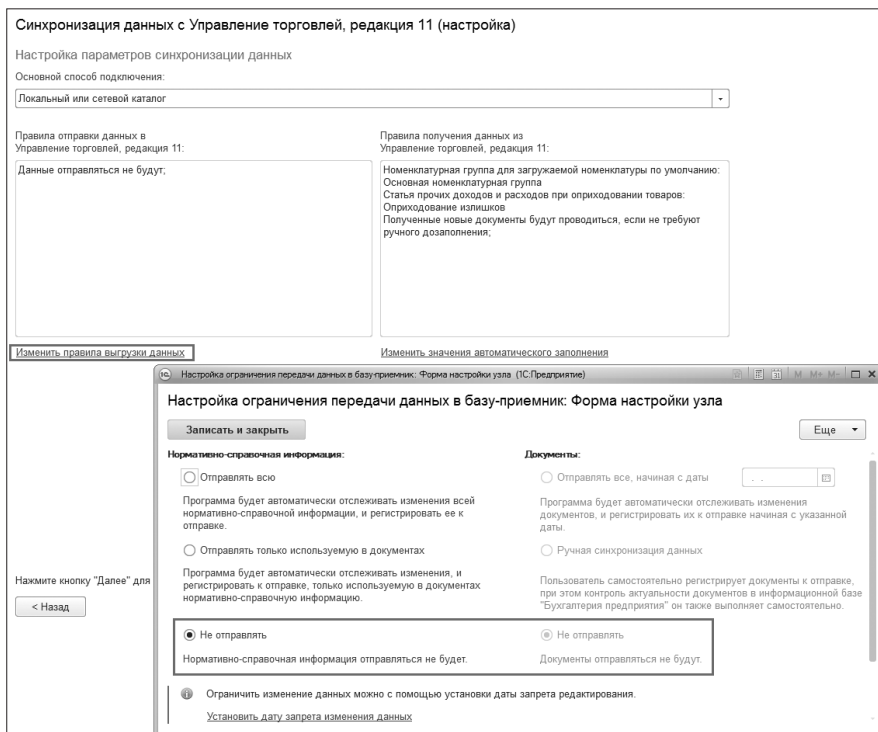 Синхронизация данных с Управление торговлей, редакция 11 (настройка)
Настройка параметров синхронизации данных
Основной способ подключения:
Локальный или сетевой каталог
Правила отправки данных в
Управление торговлей, редакция 11:
Данные отправляться не будут;
Изменить правила выгрузки данных
Правила получения данных из
Управление торговлей, редакция 11:
Номенклатурная группа для загружаемой номенклатуры по умолчанию:
Основная номенклатурная группа
Статья прочих доходов и расходов при оприходовании товаров:
Оприходование излишков
Полученные новые документы будут проводиться, если не требуют
ручного дозаполнения;
Изменить значения автоматического заполнения
Нажмите кнопку "Далее" для
< Назад
Настройка ограничения передачи данных в базу-приемник: Форма настройки узла (1С:Предприятие)
M M+ M-
Настройка ограничения передачи данных в базу-приемник: Форма настройки узла
Записать и закрыть
Еще
Нормативно-справочная информация:
Отправлять всю
Программа будет автоматически отслеживать изменения всей
нормативно-справочной информации, и регистрировать ее к
отправке.
Отправлять только используемую в документах
Программа будет автоматически отслеживать изменения, и
регистрировать к отправке, только используемую в документах
нормативно-справочную информацию.
Не отправлять
Нормативно-справочная информация отправляться не будет.
Документы:
Отправлять все, начиная с даты
. .
Программа будет автоматически отслеживать изменения
документов, и регистрировать их к отправке начиная с указанной
даты.
Ручная синхронизация данных
Пользователь самостоятельно регистрирует документы к отправке,
при этом контроль актуальности документов в информационной базе
"Бухгалтерия предприятия" он также выполняет самостоятельно.
Не отправлять
Документы отправляться не будут.
Ограничить изменение данных можно с помощью установки даты запрета редактирования.
Установить дату запрета изменения данных